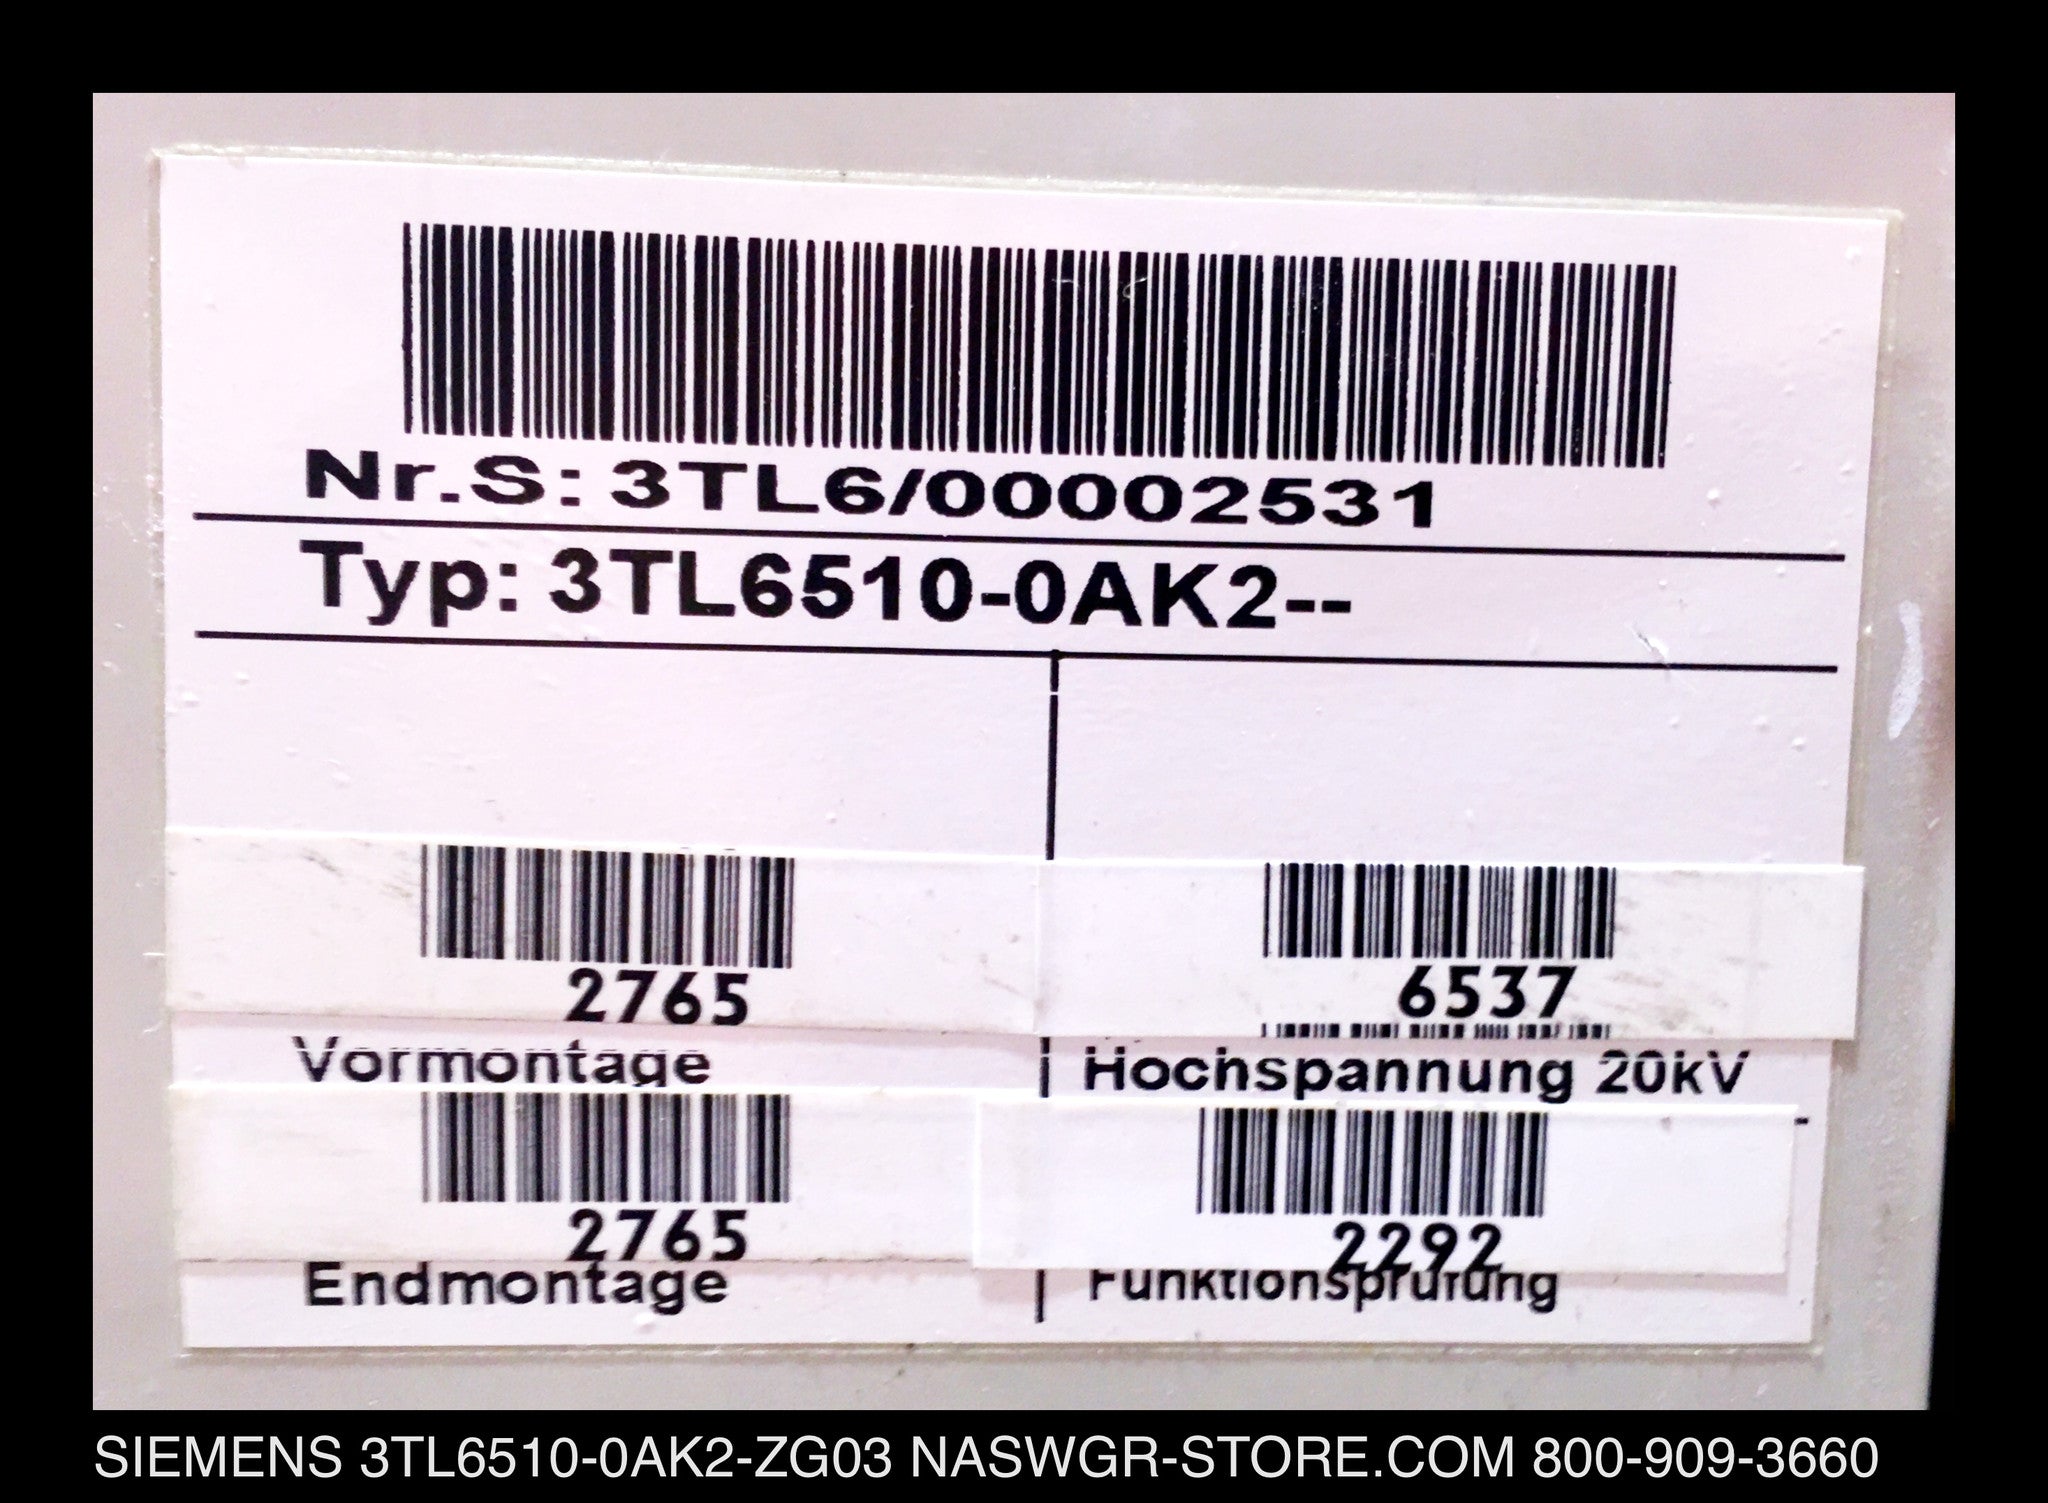 Nr.S: 3TL6/00002531
Typ: 3TL6510-0AK2--
2765
6537
Vormontage
Hochspannung 20kV
2765
2292
Endmontage
Funktionsprüfung
SIEMENS 3TL6510-0AK2-ZG03 NASWGR-STORE.COM 800-909-3660